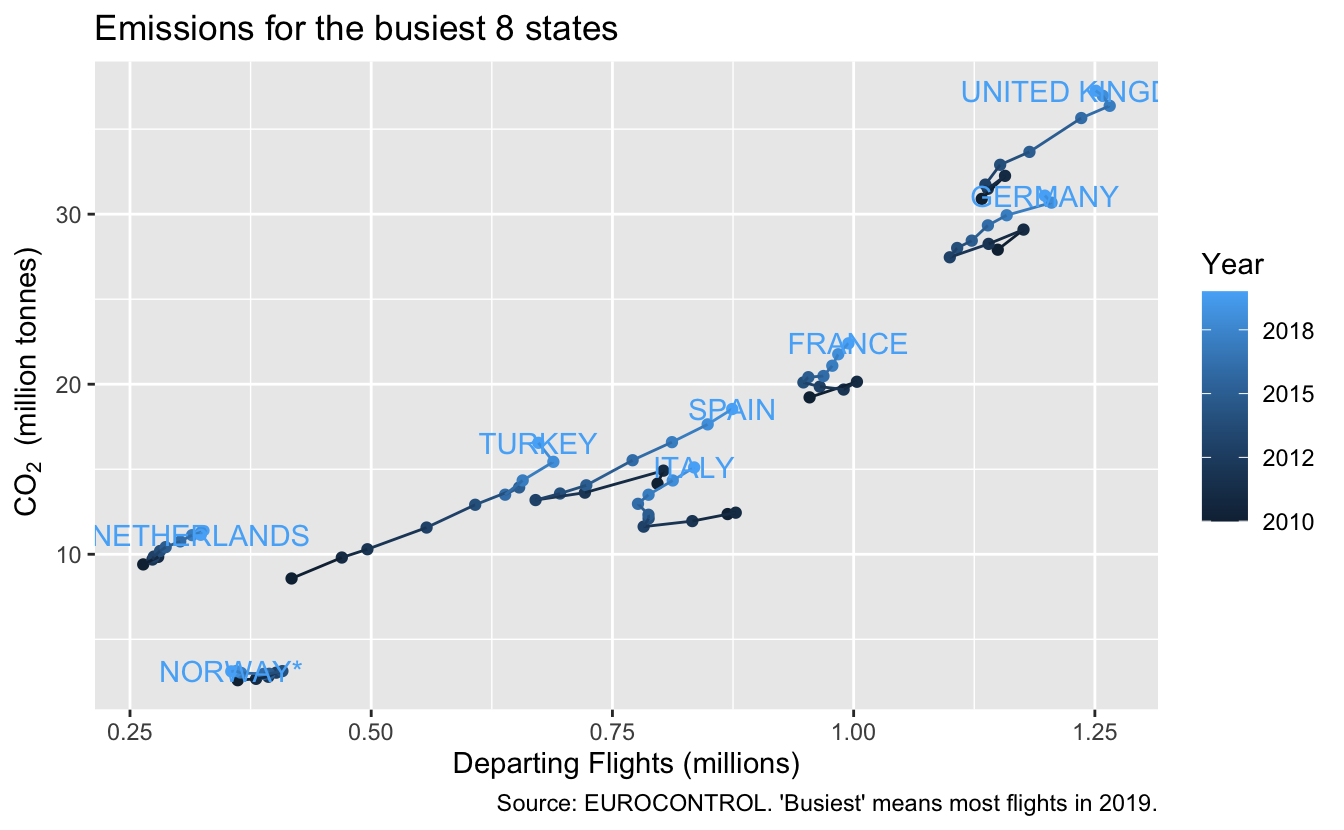 Emissions for the busiest 8 states
UNITED KINGD
GERMANY
FRANCE
SPAIN
TURKEY
ITALY
NETHERLANDS
NORWAY*
30
20
10
CO₂ (million tonnes)
0.25 0.50 0.75 1.00 1.25
Departing Flights (millions)
Year
2018
2015
2012
2010
Source: EUROCONTROL. 'Busiest' means most flights in 2019.